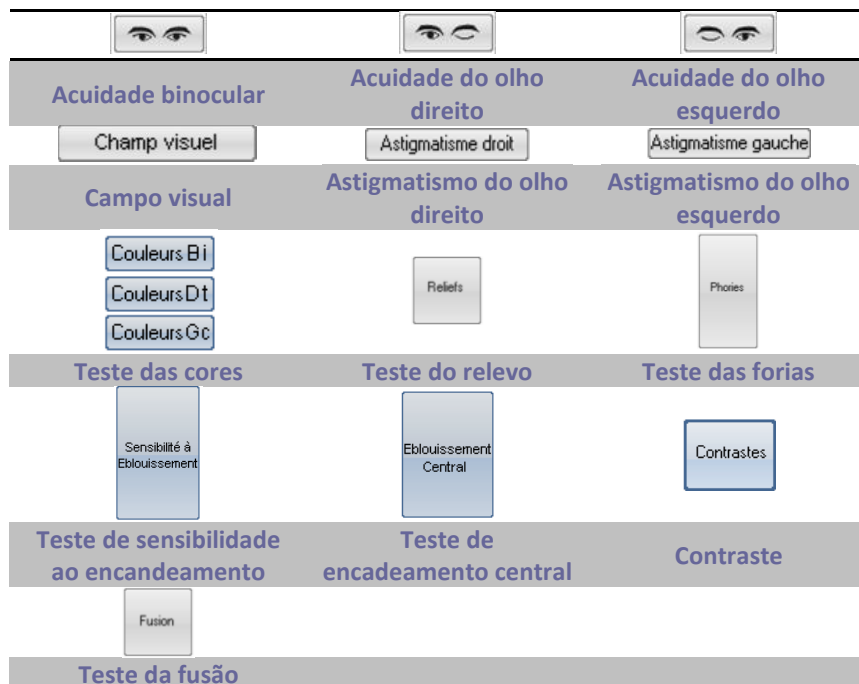 Acuidade binocular
Acuidade do olho
direito
Acuidade do olho
esquerdo
Champ visuel
Astigmatisme droit
Astigmatisme gauche
Campo visual
Astigmatismo do olho
direito
Astigmatismo do olho
esquerdo
Couleurs Bi
Couleurs Dt
Couleurs Gc
Reliefs
Phories
Teste das cores
Teste do relevo
Teste das forias
Sensibilité à
Eblouissement
Eblouissement
Central
Contrastes
Teste de sensibilidade
ao encandeamento
Teste de
encadeamento central
Contraste
Fusion
Teste da fusão